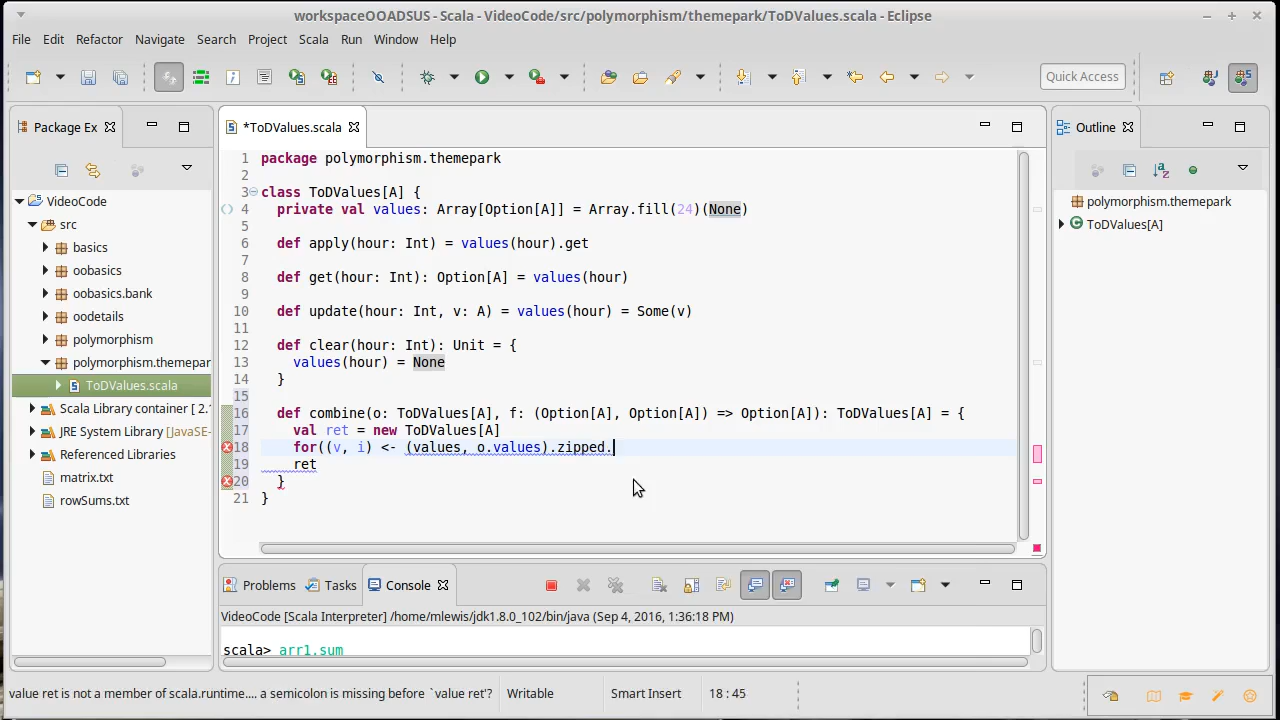 workspaceOOADSUS - Scala - VideoCode/src/polymorphism/themepark/ToDValues.scala - Eclipse
File Edit Refactor Navigate Search Project Scala Run Window Help
Quick Access
Package Ex
*ToDValues.scala
Outline
VideoCode
src
basics
oobasics
oobasics.bank
oodetails
polymorphism
polymorphism.themepar
ToDValues.scala
Scala Library container [ 2.
JRE System Library [JavaSE-
Referenced Libraries
matrix.txt
rowSums.txt
1 package polymorphism.themepark
2
3 class ToDValues[A] {
4 private val values: Array[Option[A]] = Array.fill(24)(None)
5
6 def apply(hour: Int) = values(hour).get
7
8 def get(hour: Int): Option[A] = values(hour)
9
10 def update(hour: Int, v: A) = values(hour) = Some(v)
11
12 def clear(hour: Int): Unit = {
13 values(hour) = None
14 }
15
16 def combine(o: ToDValues[A], f: (Option[A], Option[A]) => Option[A]): ToDValues[A] = {
17 val ret = new ToDValues[A]
18 for((v, i) <- (values, o.values).zipped.
19 ret
20 }
21 }
polymorphism.themepark
ToDValues[A]
Problems Tasks Console
VideoCode [Scala Interpreter] /home/mlewis/jdk1.8.0_102/bin/java (Sep 4, 2016, 1:36:18 PM)
scala> arr1.sum
value ret is not a member of scala.runtime.... a semicolon is missing before `value ret'? Writable Smart Insert 18 : 45